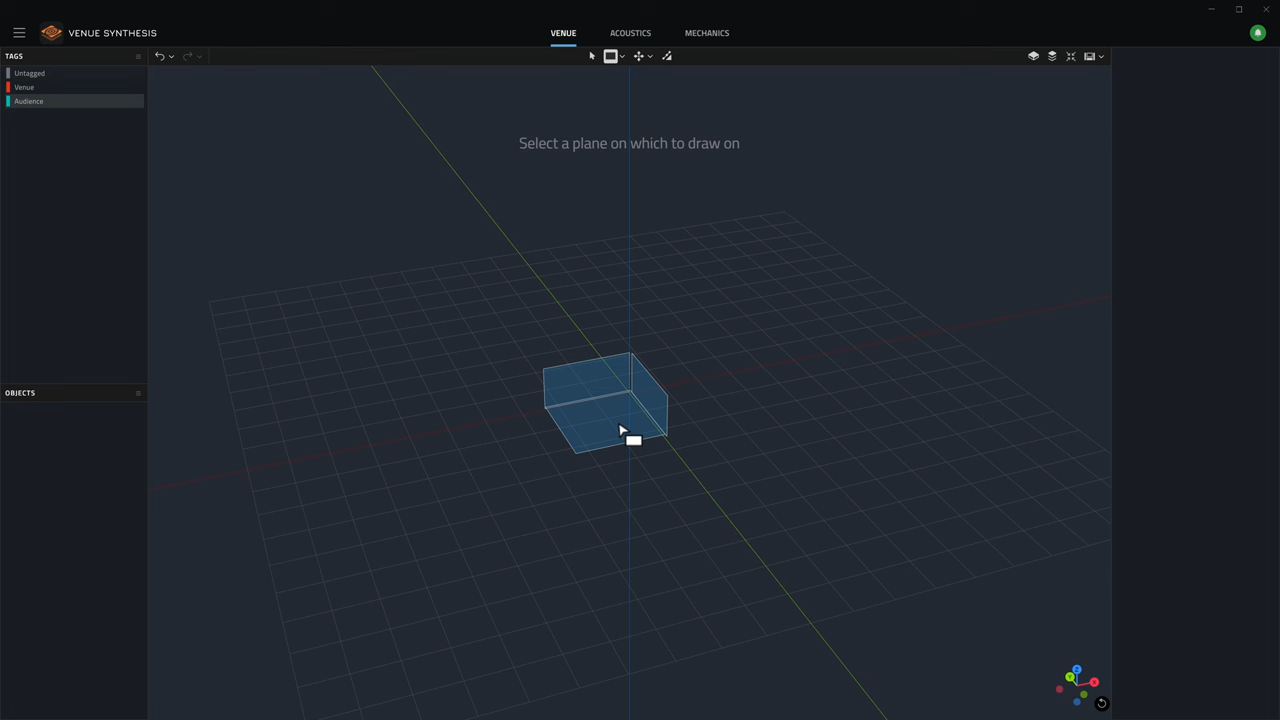 VENUE SYNTHESIS
VENUE
ACOUSTICS
MECHANICS
TAGS
Untagged
Venue
Audience
Select a plane on which to draw on
OBJECTS
Z
Y
X